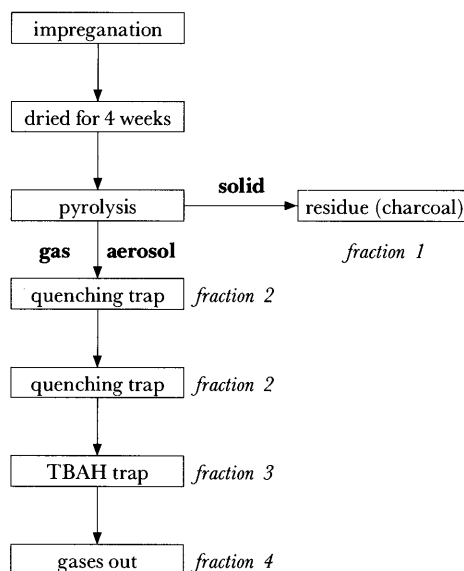 impreganation
dried for 4 weeks
solid
pyrolysis
residue (charcoal)
gas aerosol
fraction 1
quenching trap fraction 2
quenching trap fraction 2
TBAH trap fraction 3
gases out fraction 4